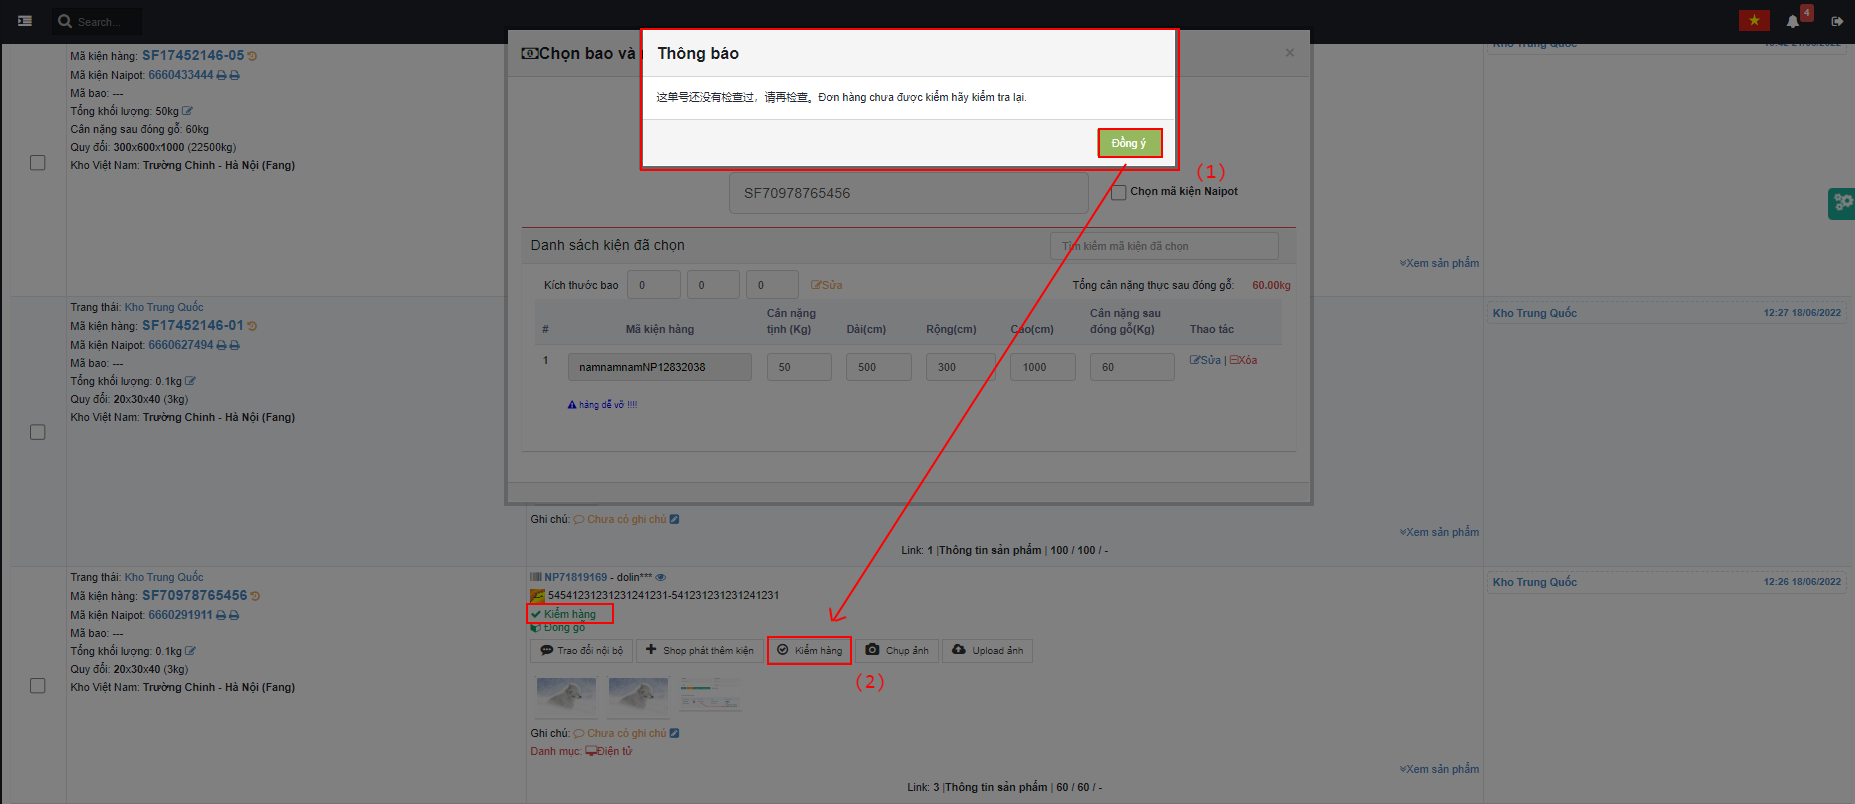 Search...
4
Mã kiện hàng: SF17452146-05
Mã kiện Naipot: 6660433444
Mã bao: ---
Tổng khối lượng: 50kg
Cân nặng sau đóng gỗ: 60kg
Quy đổi: 300x600x1000 (22500kg)
Kho Việt Nam: Trường Chinh - Hà Nội (Fang)
Kho Trung Quốc
21/06/2022
Xem sản phẩm
Chọn bao và
×
Thông báo
这单号还没有检查过，请再检查。Đơn hàng chưa được kiểm hãy kiểm tra lại.
Đồng ý
(1)
SF70978765456
Chọn mã kiện Naipot
Danh sách kiện đã chọn
Tìm kiếm mã kiện đã chọn
Kích thước bao 0 0 0 Sửa
Tổng cân nặng thực sau đóng gỗ: 60.00kg
# Mã kiện hàng Cân nặng tịnh (Kg) Dài(cm) Rộng(cm) Cao(cm) Cân nặng sau đóng gỗ(Kg) Thao tác
1 namnamnamNP12832038 50 500 300 1000 60 Sửa | Xóa
hàng dễ vỡ !!!!
Trạng thái: Kho Trung Quốc
Mã kiện hàng: SF17452146-01
Mã kiện Naipot: 6660627494
Mã bao: ---
Tổng khối lượng: 0.1kg
Quy đổi: 20x30x40 (3kg)
Kho Việt Nam: Trường Chinh - Hà Nội (Fang)
Kho Trung Quốc 12:27 18/06/2022
Ghi chú: Chưa có ghi chú
Xem sản phẩm
Link: 1 |Thông tin sản phẩm | 100 / 100 / -
Trạng thái: Kho Trung Quốc
Mã kiện hàng: SF70978765456
Mã kiện Naipot: 6660291911
Mã bao: ---
Tổng khối lượng: 0.1kg
Quy đổi: 20x30x40 (3kg)
Kho Việt Nam: Trường Chinh - Hà Nội (Fang)
NP71819169 - dolin***
54541231231231241231-541231231231241231
Kiểm hàng
Đóng gỗ
Trao đổi nội bộ
Shop phát thêm kiện
Kiểm hàng
Chụp ảnh
Upload ảnh
(2)
Ghi chú: Chưa có ghi chú
Danh mục: Điện tử
Xem sản phẩm
Link: 3 |Thông tin sản phẩm | 60 / 60 / -
Kho Trung Quốc 12:26 18/06/2022